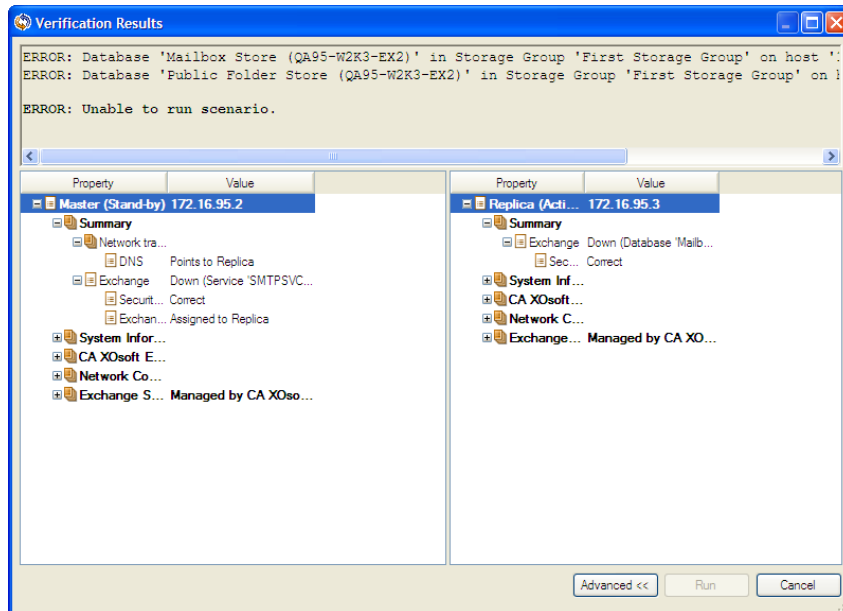 Verification Results
ERROR: Database 'Mailbox Store (QA95-W2K3-EX2)' in Storage Group 'First Storage Group' on host '
ERROR: Database 'Public Folder Store (QA95-W2K3-EX2)' in Storage Group 'First Storage Group' on
ERROR: Unable to run scenario.
Property Value
Master (Stand-by) 172.16.95.2
Summary
Network tra...
DNS Points to Replica
Exchange Down (Service 'SMTPSVC...
Securit... Correct
Exchan... Assigned to Replica
System Infor...
CA XOsoft E...
Network Co...
Exchange S... Managed by CA XOso...
Property Value
Replica (Acti... 172.16.95.3
Summary
Exchange Down (Database 'Mailb...
Sec... Correct
System Inf...
CA XOsoft...
Network C...
Exchange... Managed by CA XO...
Advanced << Run Cancel